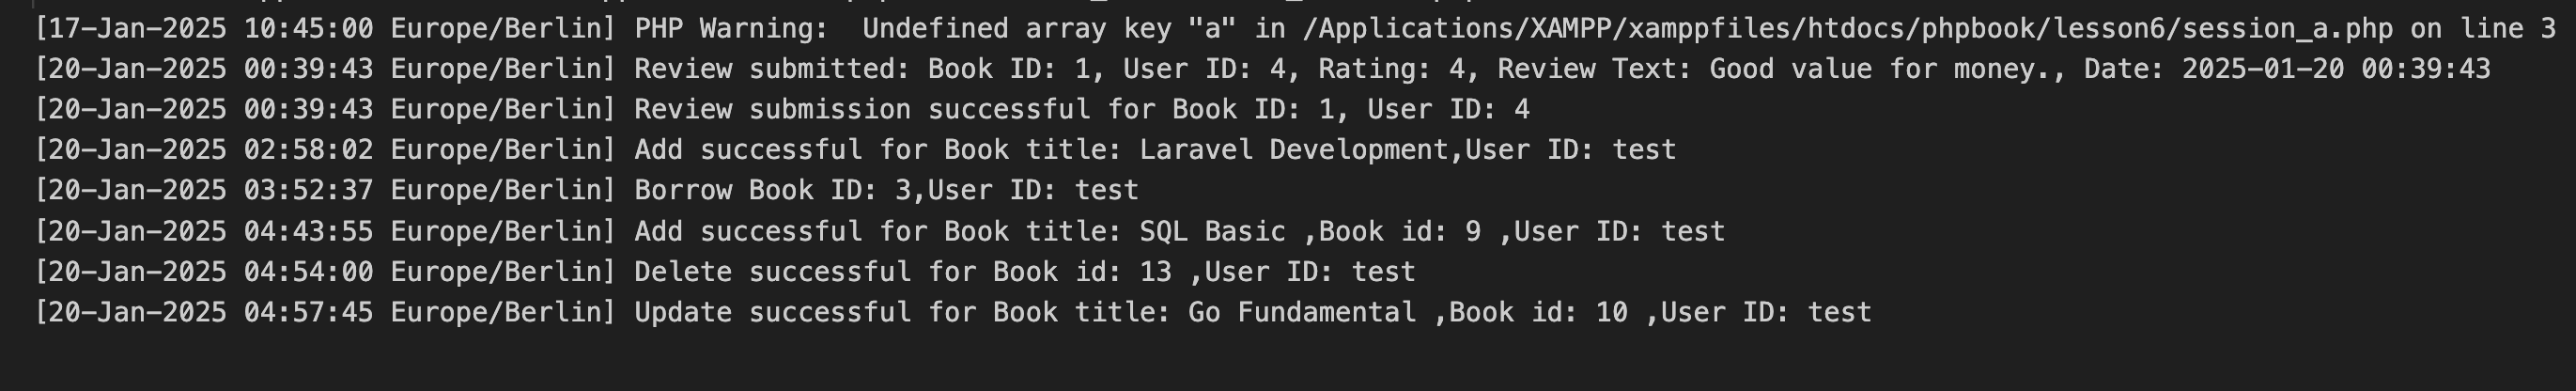 [17-Jan-2025 10:45:00 Europe/Berlin] PHP Warning:  Undefined array key "a" in /Applications/XAMPP/xamppfiles/htdocs/phpbook/lesson6/session_a.php on line 3
[20-Jan-2025 00:39:43 Europe/Berlin] Review submitted: Book ID: 1, User ID: 4, Rating: 4, Review Text: Good value for money., Date: 2025-01-20 00:39:43
[20-Jan-2025 00:39:43 Europe/Berlin] Review submission successful for Book ID: 1, User ID: 4
[20-Jan-2025 02:58:02 Europe/Berlin] Add successful for Book title: Laravel Development,User ID: test
[20-Jan-2025 03:52:37 Europe/Berlin] Borrow Book ID: 3,User ID: test
[20-Jan-2025 04:43:55 Europe/Berlin] Add successful for Book title: SQL Basic ,Book id: 9 ,User ID: test
[20-Jan-2025 04:54:00 Europe/Berlin] Delete successful for Book id: 13 ,User ID: test
[20-Jan-2025 04:57:45 Europe/Berlin] Update successful for Book title: Go Fundamental ,Book id: 10 ,User ID: test